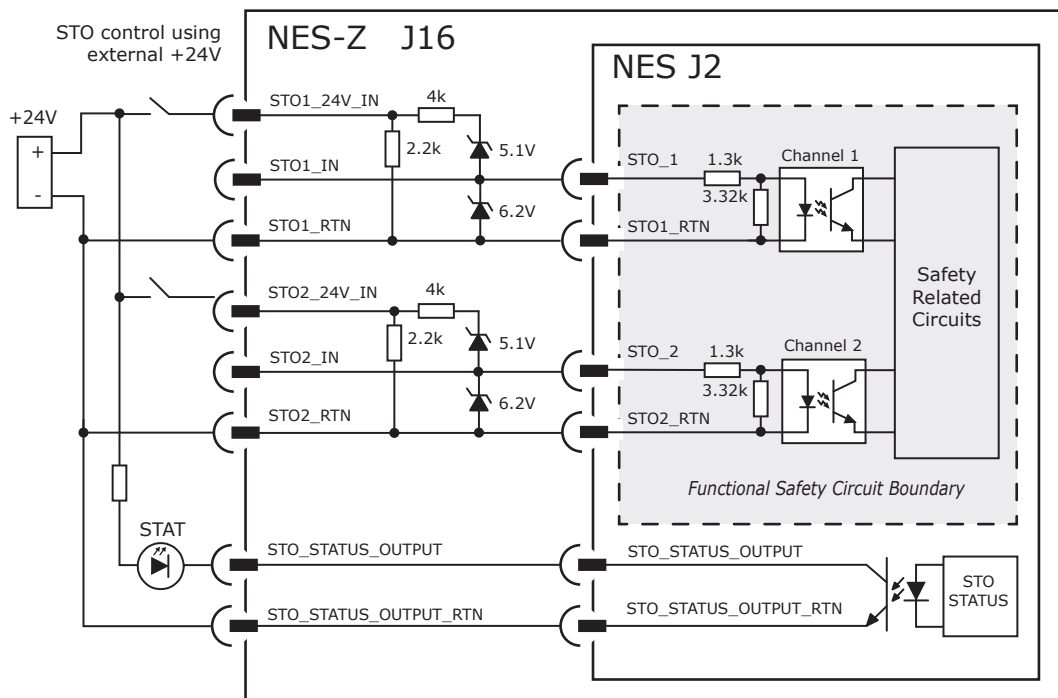 STO control using
external +24V
NES-Z J16
NES J2
+24V
+
-
STO1_24V_IN
4k
2.2k
5.1V
STO1_IN
6.2V
STO1_RTN
STO_1
1.3k
Channel 1
3.32k
STO1_RTN
STO2_24V_IN
4k
2.2k
5.1V
STO2_IN
6.2V
STO2_RTN
STO_2
1.3k
Channel 2
3.32k
STO2_RTN
Safety
Related
Circuits
Functional Safety Circuit Boundary
STAT
STO_STATUS_OUTPUT
STO_STATUS_OUTPUT
STO_STATUS_OUTPUT_RTN
STO_STATUS_OUTPUT_RTN
STO
STATUS